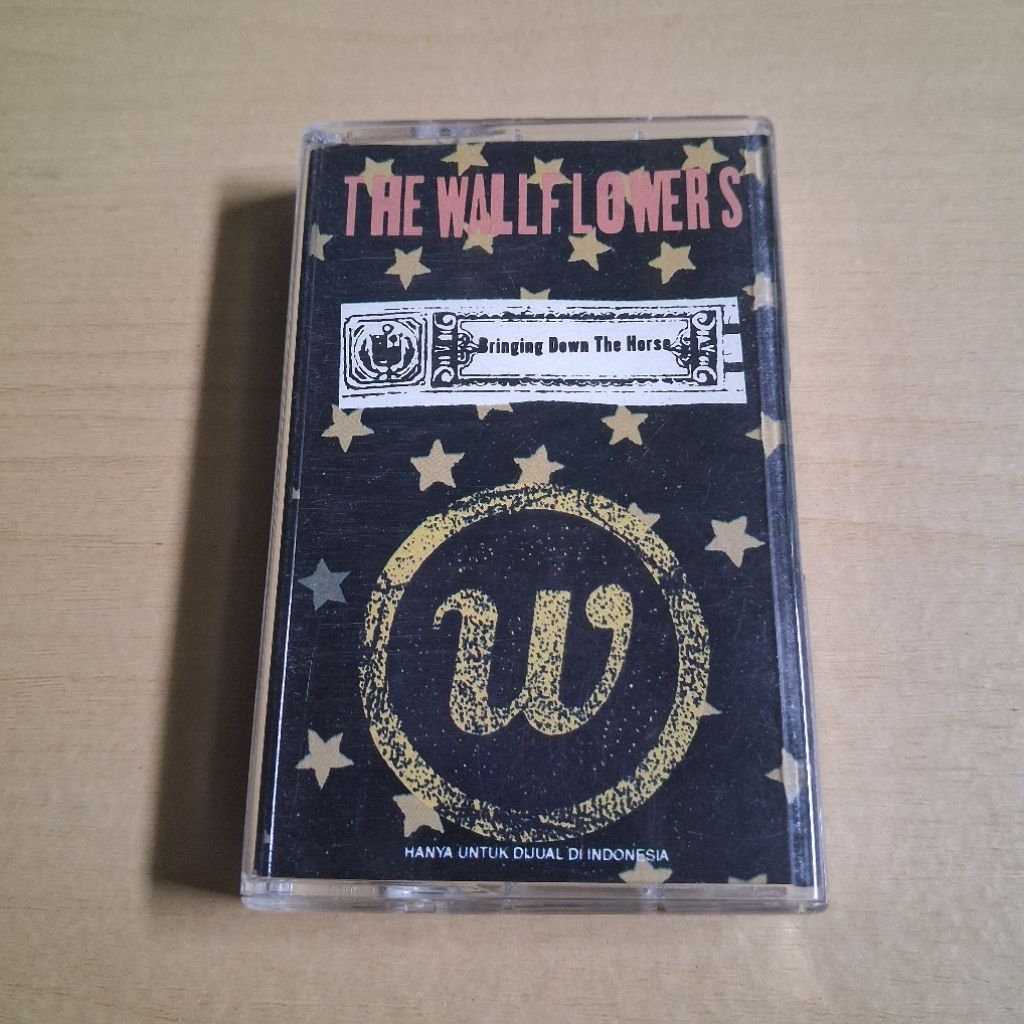 THE WALLFLOWERS
Bringing Down The Horse
w
HANYA UNTUK DIJUAL DI INDONESIA